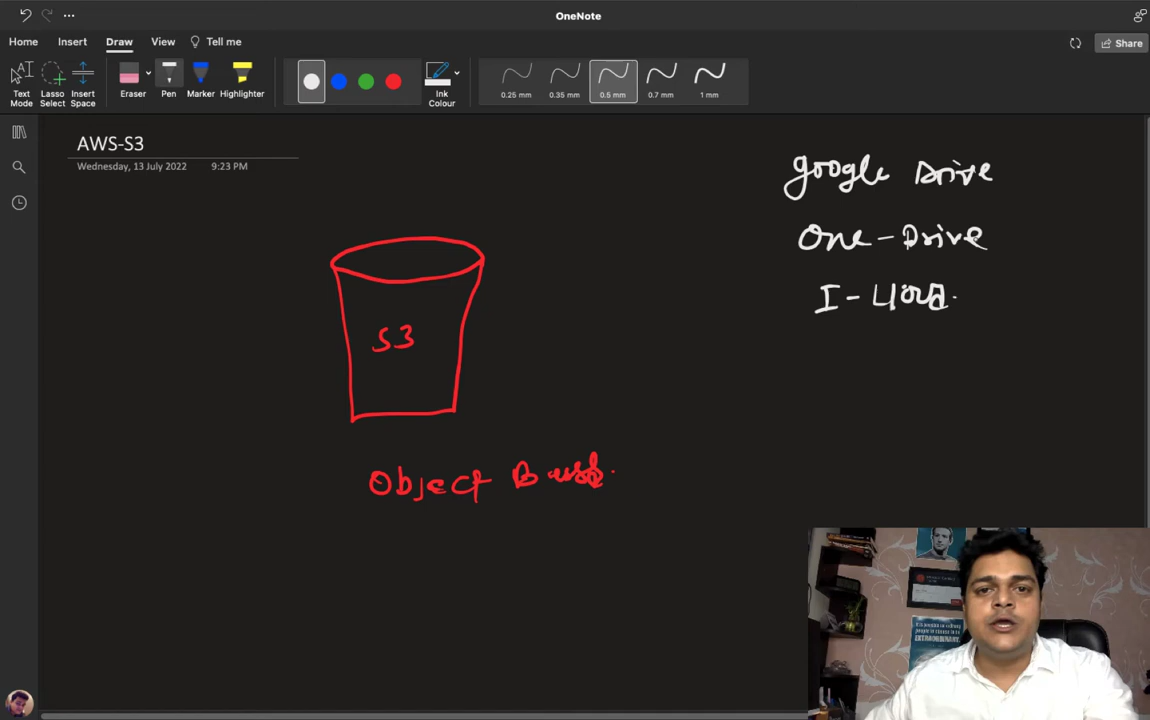 OneNote
Home Insert Draw View Tell me
Share
Text Mode
Lasso Select
Insert Space
Eraser
Pen
Marker
Highlighter
Ink Colour
0.25 mm
0.35 mm
0.5 mm
0.7 mm
1 mm
AWS-S3
Wednesday, 13 July 2022 9:23 PM
google Drive
One-Drive
S3
Object